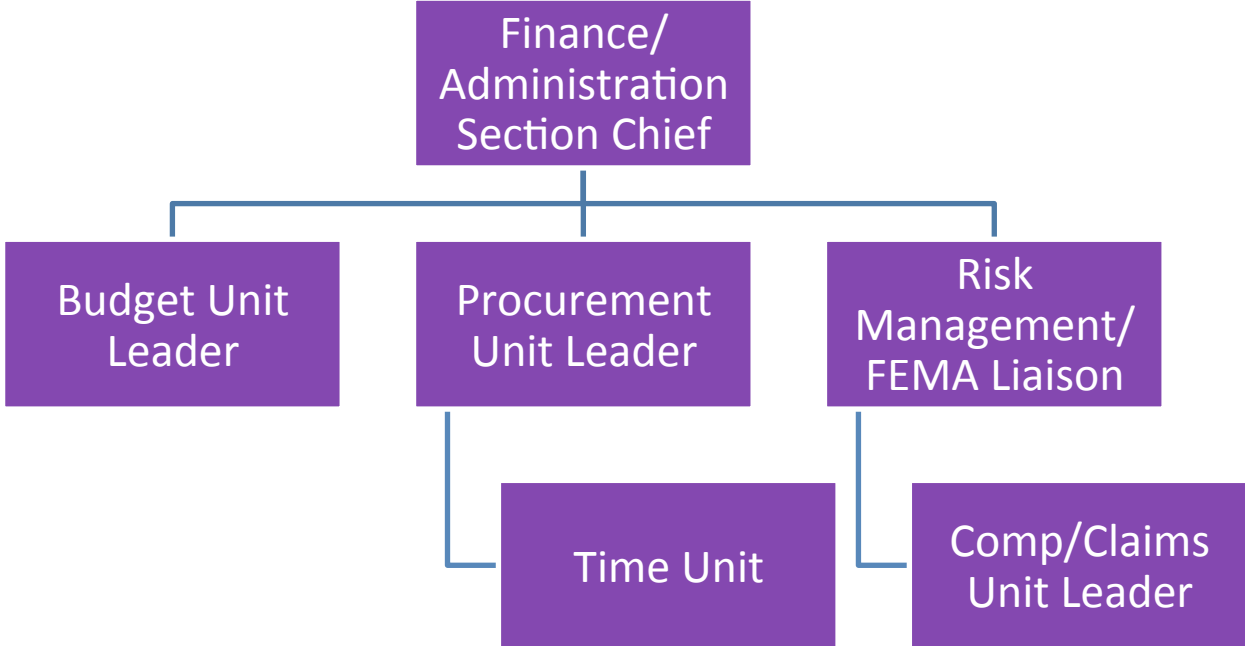 Finance/
Administration
Section Chief
Budget Unit
Leader
Procurement
Unit Leader
Risk
Management/
FEMA Liaison
Time Unit
Comp/Claims
Unit Leader